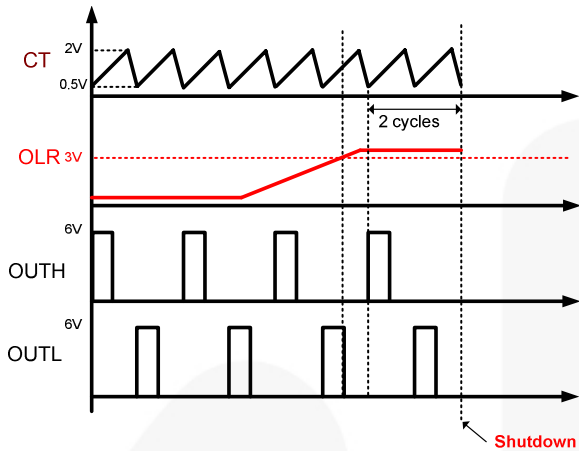 2V
CT
0.5V
2 cycles
OLR 3V
6V
OUTH
6V
OUTL
Shutdown